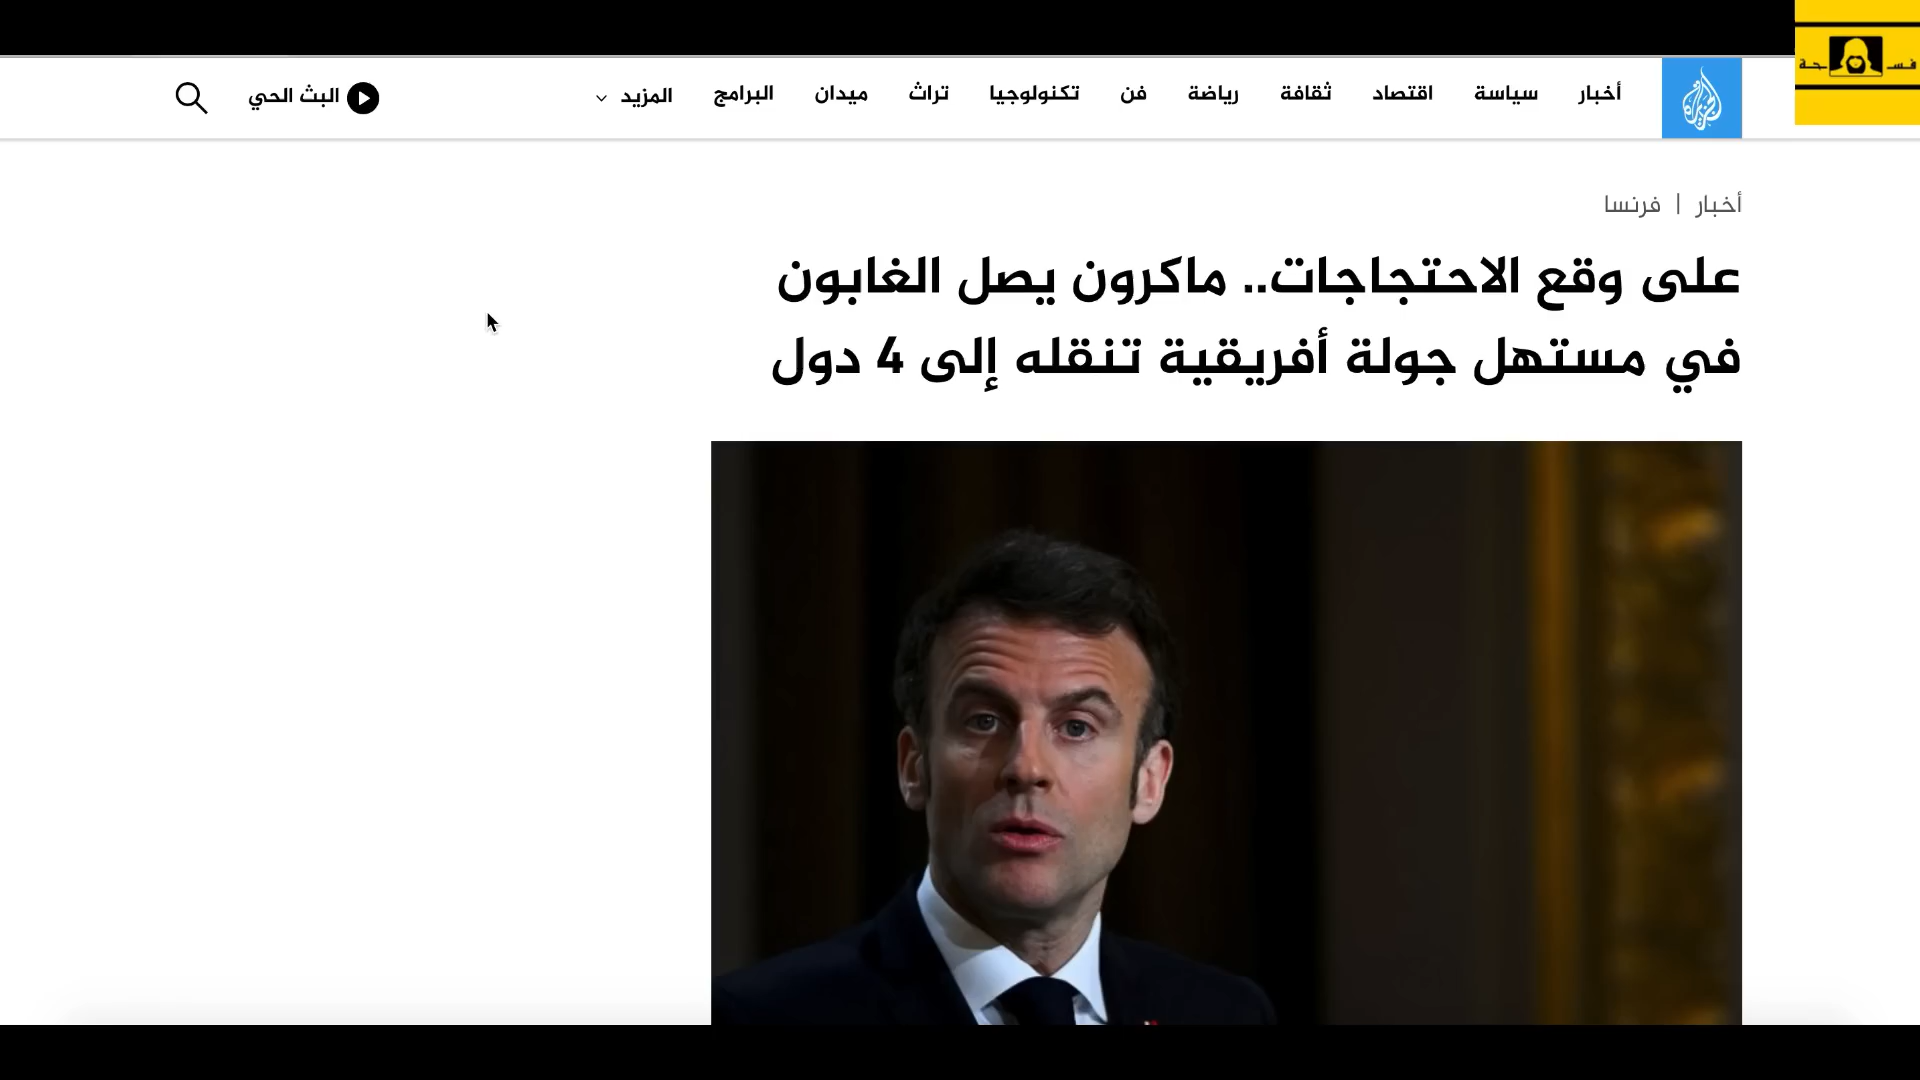 فسحة
أخبار سياسة اقتصاد ثقافة رياضة فن تكنولوجيا تراث ميدان البرامج المزيد البث الحي
أخبار | فرنسا
على وقع الاحتجاجات.. ماكرون يصل الغابون
في مستهل جولة أفريقية تنقله إلى 4 دول